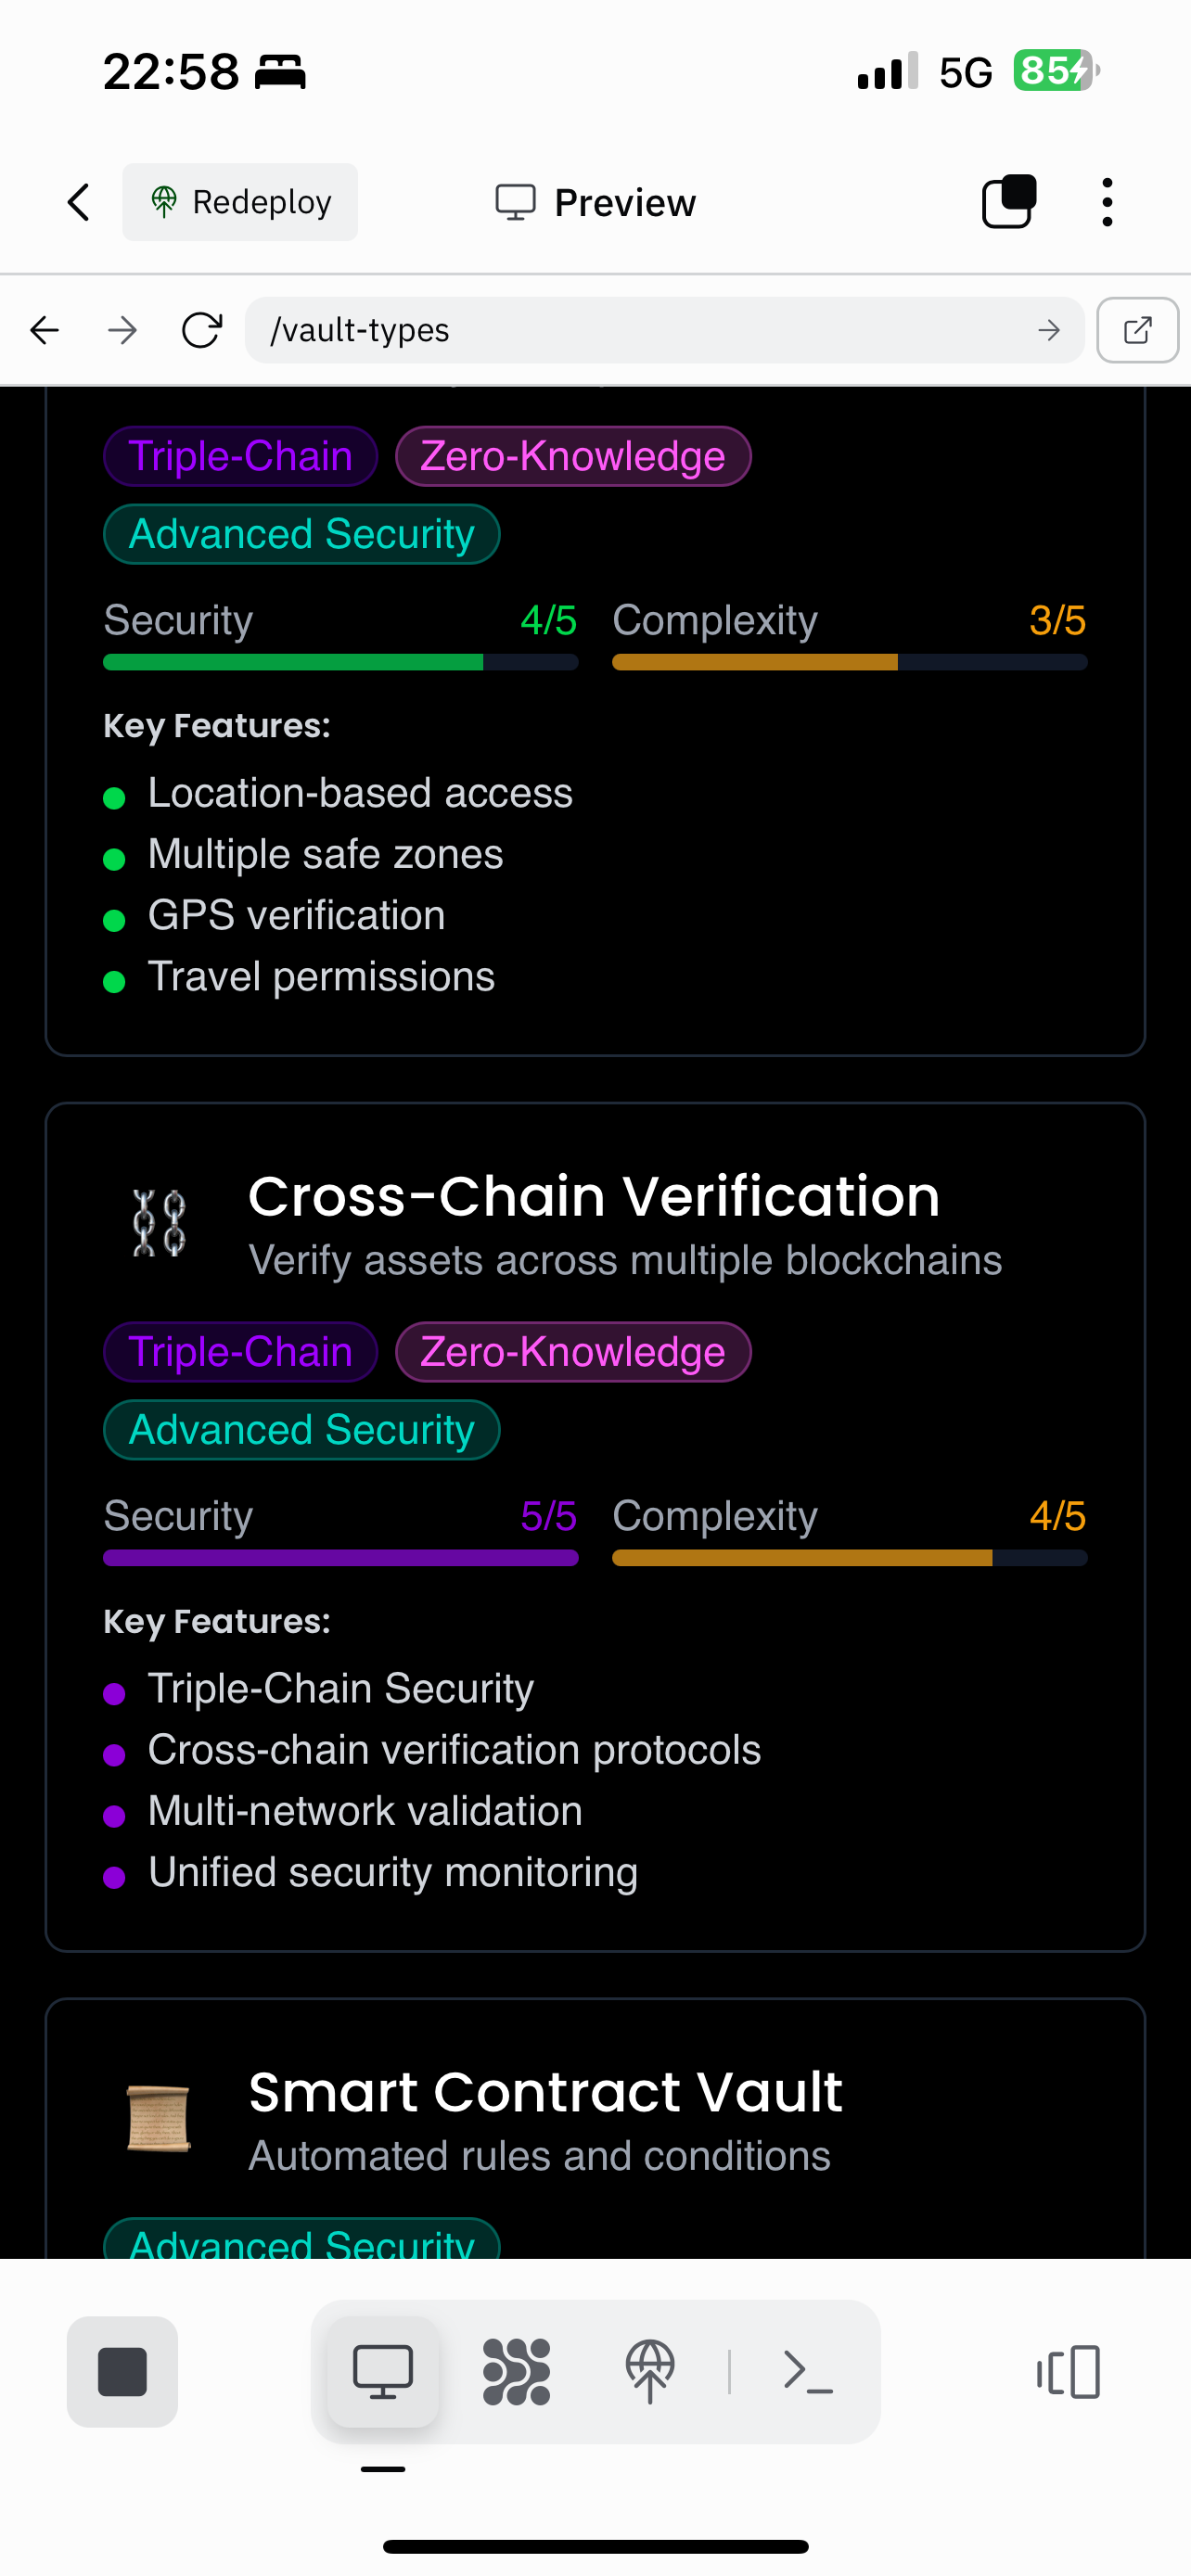 22:58 5G 85
Redeploy Preview
/vault-types
Triple-Chain Zero-Knowledge
Advanced Security
Security 4/5 Complexity 3/5
Key Features:
Location-based access
Multiple safe zones
GPS verification
Travel permissions
Cross-Chain Verification
Verify assets across multiple blockchains
Triple-Chain Zero-Knowledge
Advanced Security
Security 5/5 Complexity 4/5
Key Features:
Triple-Chain Security
Cross-chain verification protocols
Multi-network validation
Unified security monitoring
Smart Contract Vault
Automated rules and conditions
Advanced Security